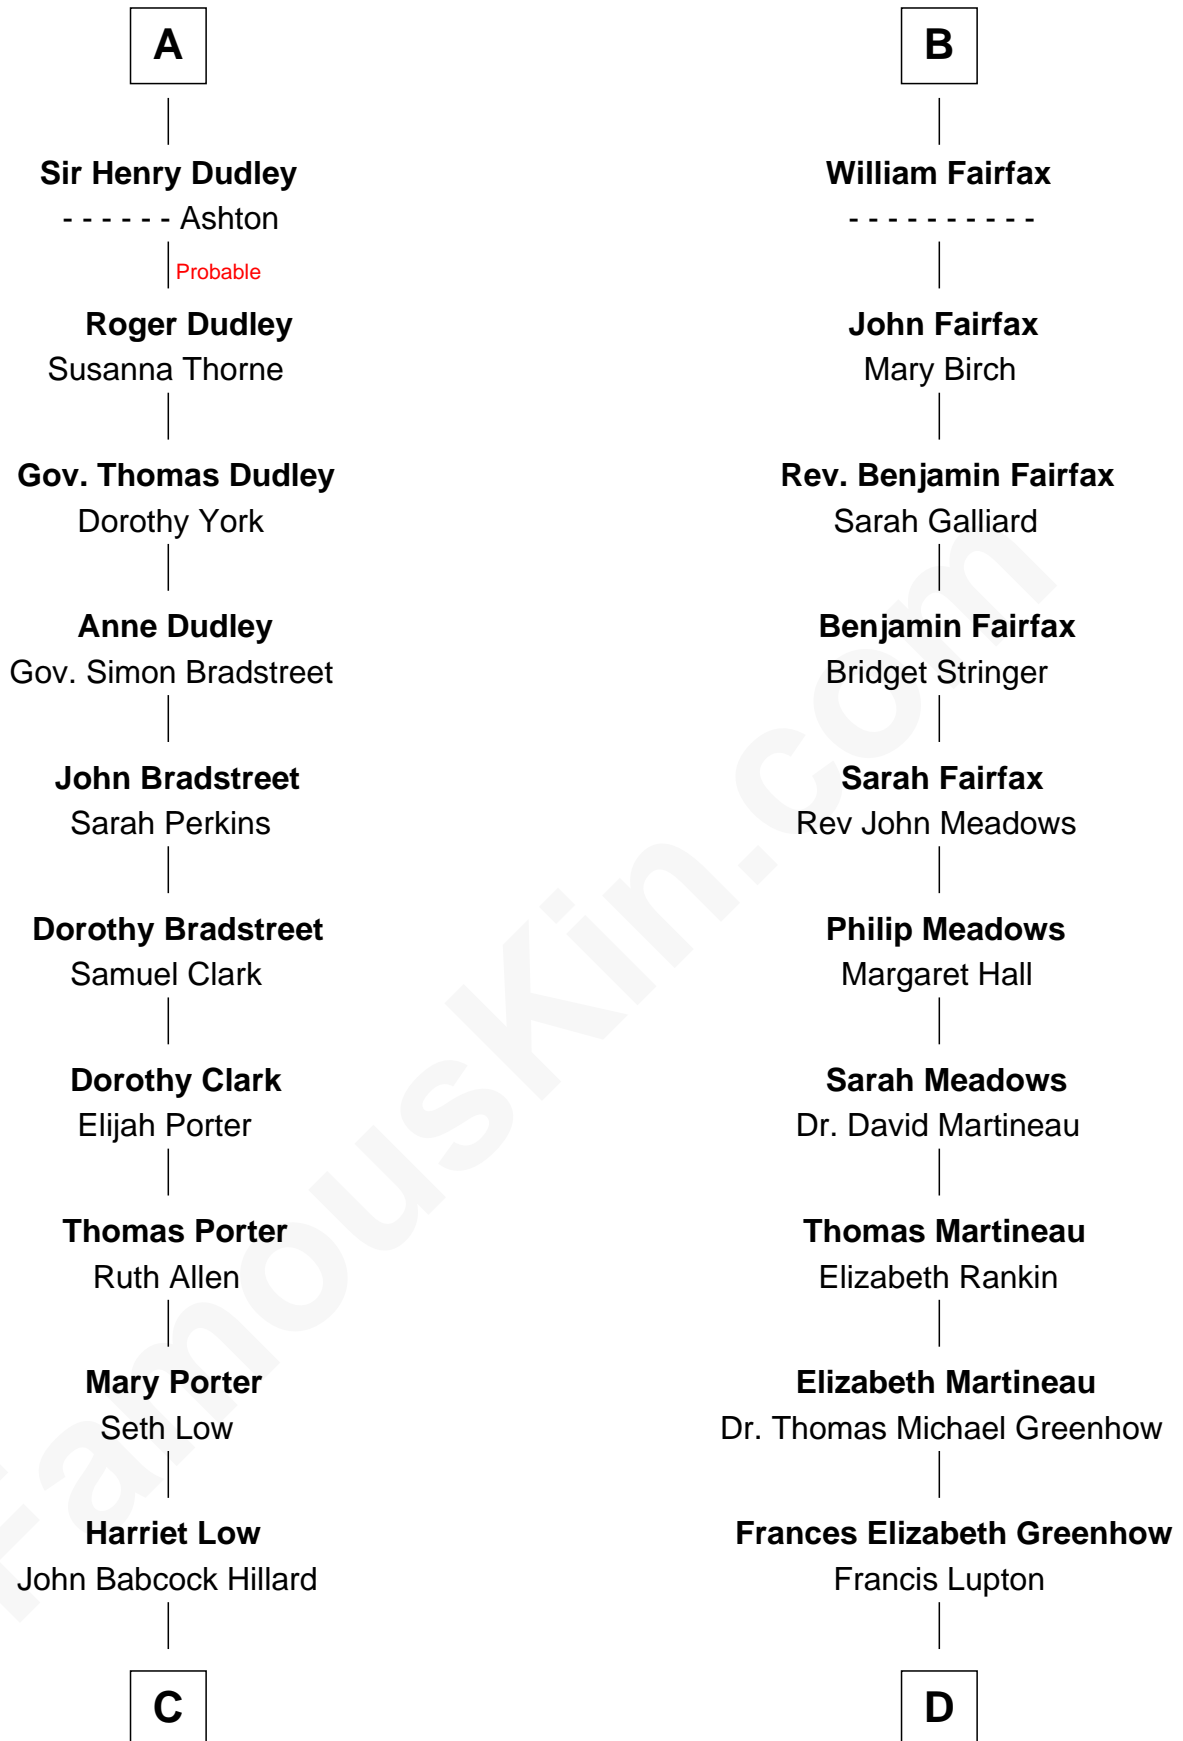 A
Sir Henry Dudley
- - - - - - Ashton
Probable
Roger Dudley
Susanna Thorne
Gov. Thomas Dudley
Dorothy York
Anne Dudley
Gov. Simon Bradstreet
John Bradstreet
Sarah Perkins
Dorothy Bradstreet
Samuel Clark
Dorothy Clark
Elijah Porter
Thomas Porter
Ruth Allen
Mary Porter
Seth Low
Harriet Low
John Babcock Hillard
C
B
William Fairfax
- - - - - - - - - -
John Fairfax
Mary Birch
Rev. Benjamin Fairfax
Sarah Galliard
Benjamin Fairfax
Bridget Stringer
Sarah Fairfax
Rev John Meadows
Philip Meadows
Margaret Hall
Sarah Meadows
Dr. David Martineau
Thomas Martineau
Elizabeth Rankin
Elizabeth Martineau
Dr. Thomas Michael Greenhow
Frances Elizabeth Greenhow
Francis Lupton
D
FamousKin.com